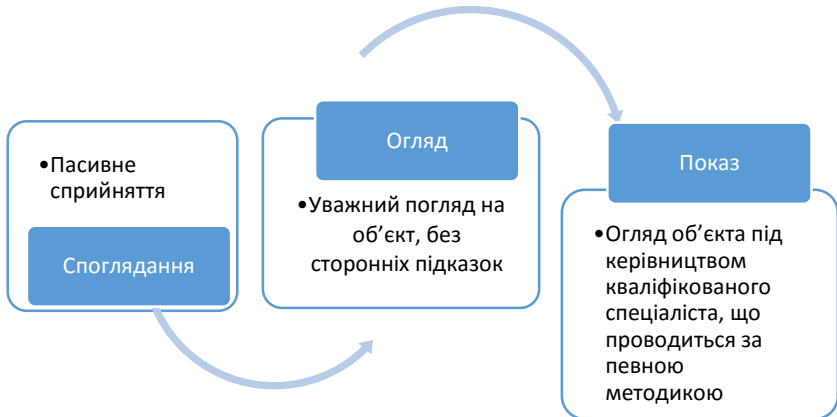 •Пасивне
сприйняття
Споглядання
Огляд
•Уважний погляд на
об’єкт, без
сторонніх підказок
Показ
•Огляд об’єкта під
керівництвом
кваліфікованого
спеціаліста, що
проводиться за
певною
методикою